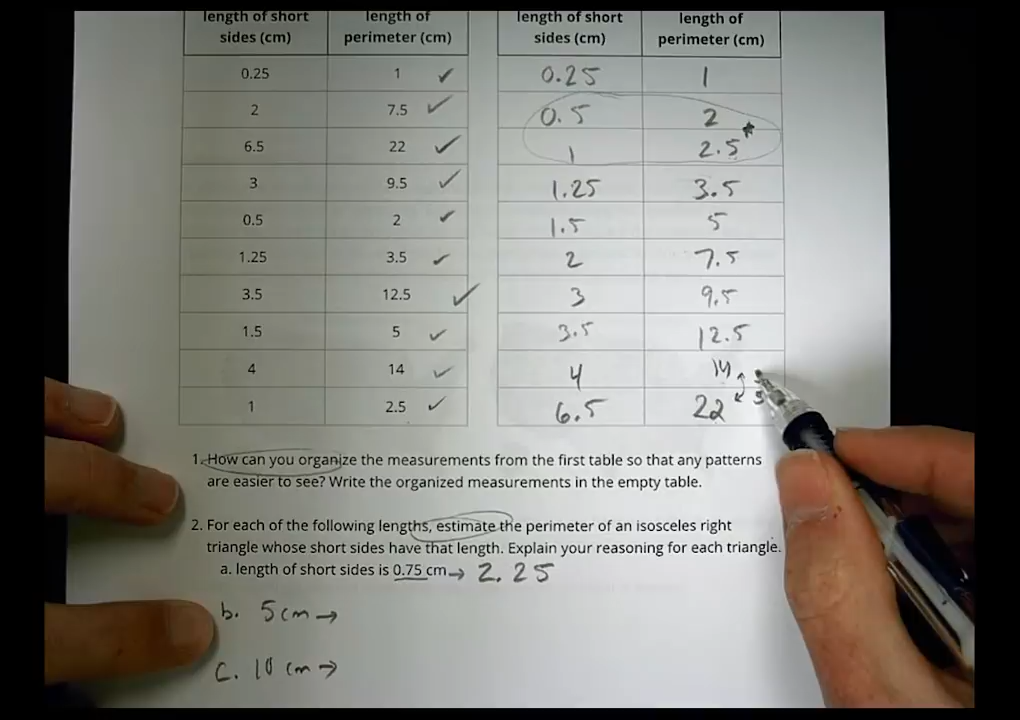 length of short length of length of short length of
sides (cm) perimeter (cm) sides (cm) perimeter (cm)
0.25 1 ✓ 0.25 1
2 7.5 ✓ 0.5 2
6.5 22 ✓ 1 2.5*
3 9.5 ✓ 1.25 3.5
0.5 2 ✓ 1.5 5
1.25 3.5 ✓ 2 7.5
3.5 12.5 ✓ 3 9.5
1.5 5 ✓ 3.5 12.5
4 14 ✓ 4 14
1 2.5 ✓ 6.5 22
1. How can you organize the measurements from the first table so that any patterns
are easier to see? Write the organized measurements in the empty table.
2. For each of the following lengths, estimate the perimeter of an isosceles right
triangle whose short sides have that length. Explain your reasoning for each triangle.
a. length of short sides is 0.75 cm → 2.25
b. 5cm →
c. 10 cm →